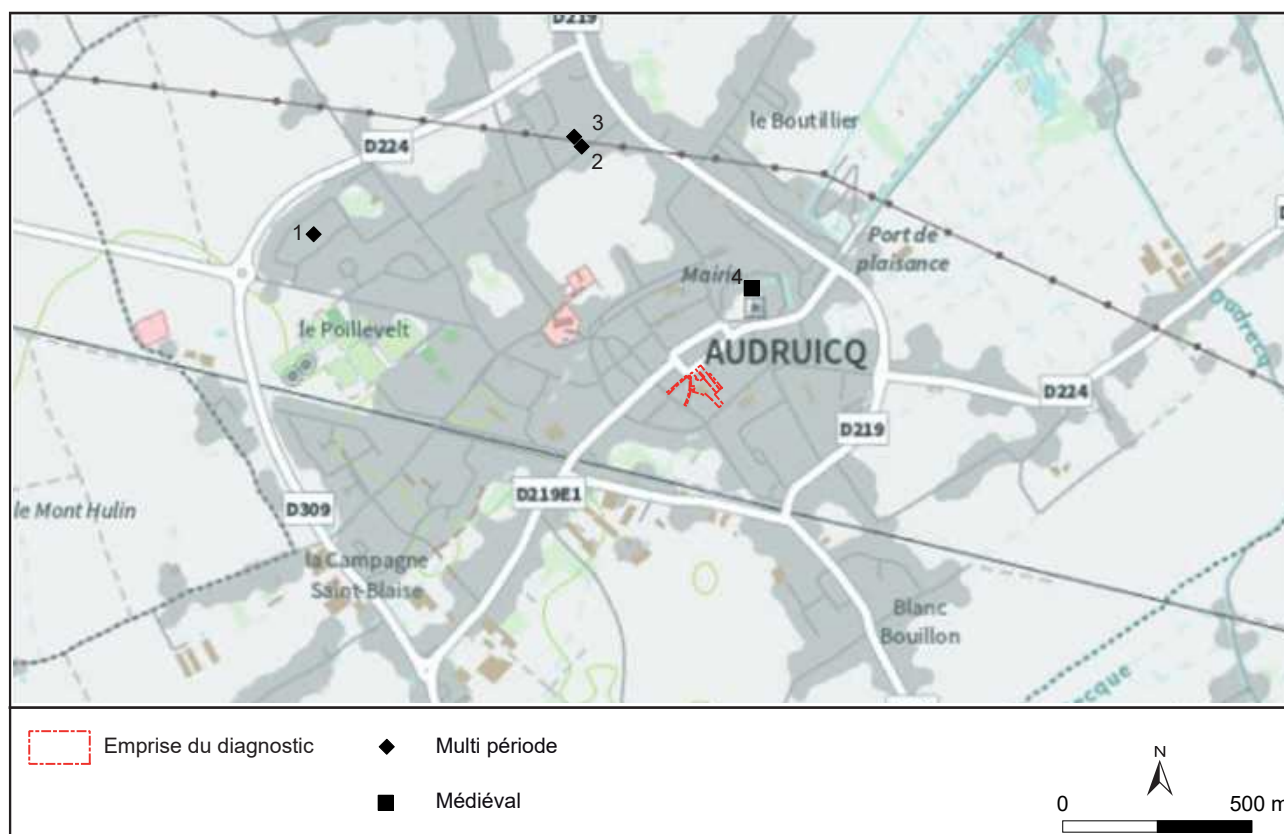 D219
3
le Boutillier
D224
2
1
Port de
plaisance
Mairie
4
le Poillevelt
AUDRUICQ
D224
D219
D219E1
le Mont Hulin
D309
la Campagne
Saint-Blaise
Blanc
Bouillon
Emprise du diagnostic
Multi période
N
Médiéval
0
500 m